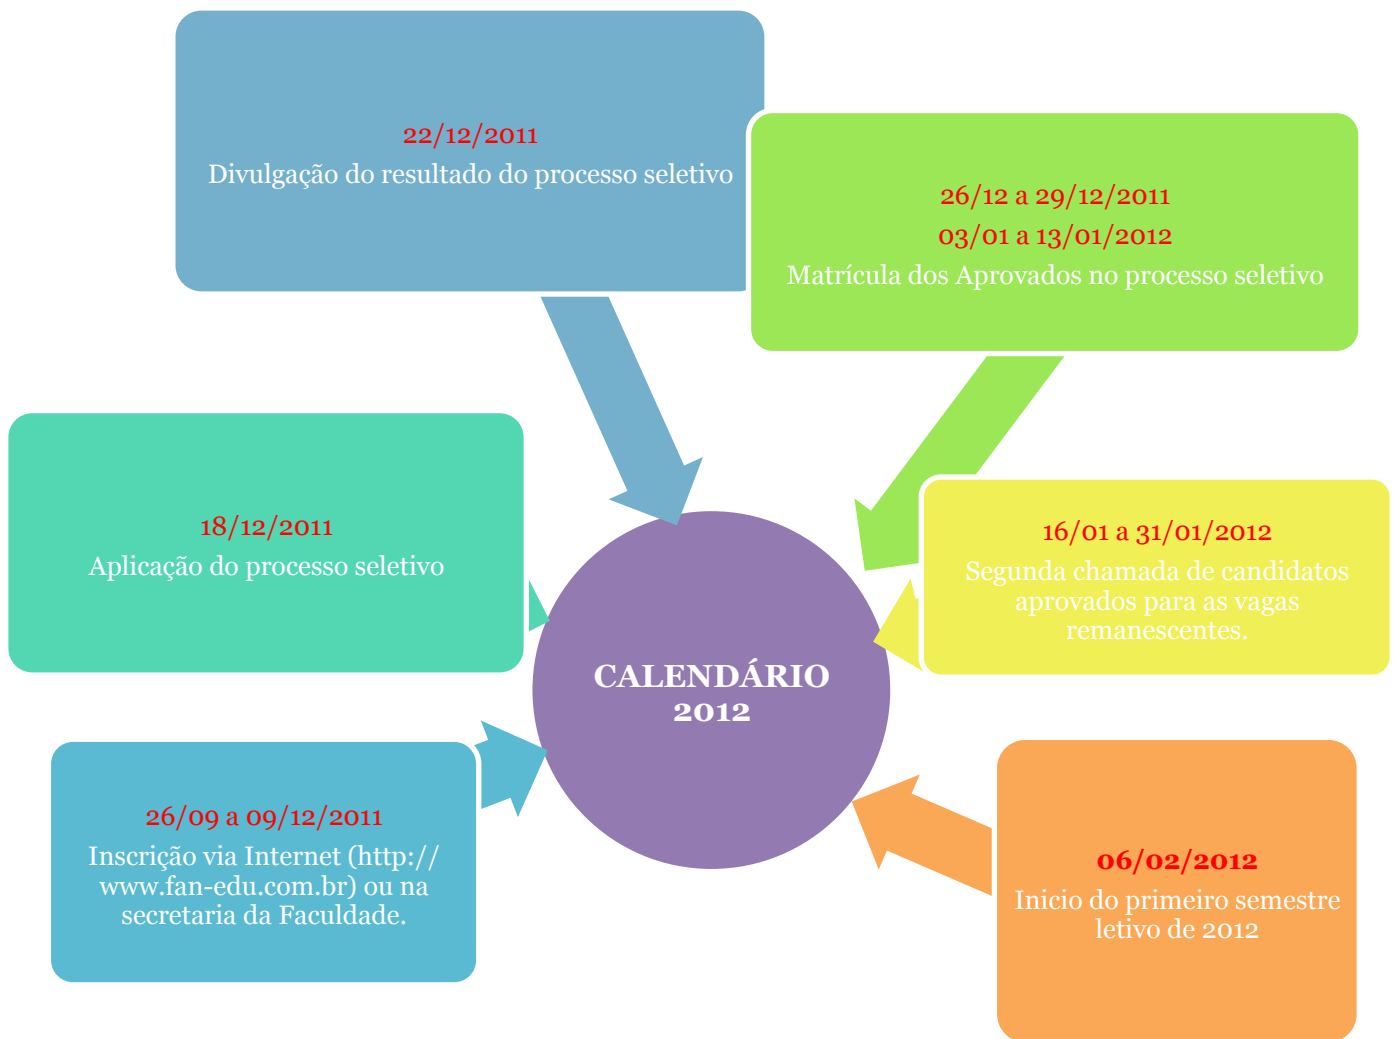 22/12/2011
Divulgação do resultado do processo seletivo
26/12 a 29/12/2011
03/01 a 13/01/2012
Matrícula dos Aprovados no processo seletivo
18/12/2011
Aplicação do processo seletivo
16/01 a 31/01/2012
Segunda chamada de candidatos
aprovados para as vagas
remanescentes.
CALENDÁRIO
2012
26/09 a 09/12/2011
Inscrição via Internet (http://
www.fan-edu.com.br) ou na
secretaria da Faculdade.
06/02/2012
Inicio do primeiro semestre
letivo de 2012